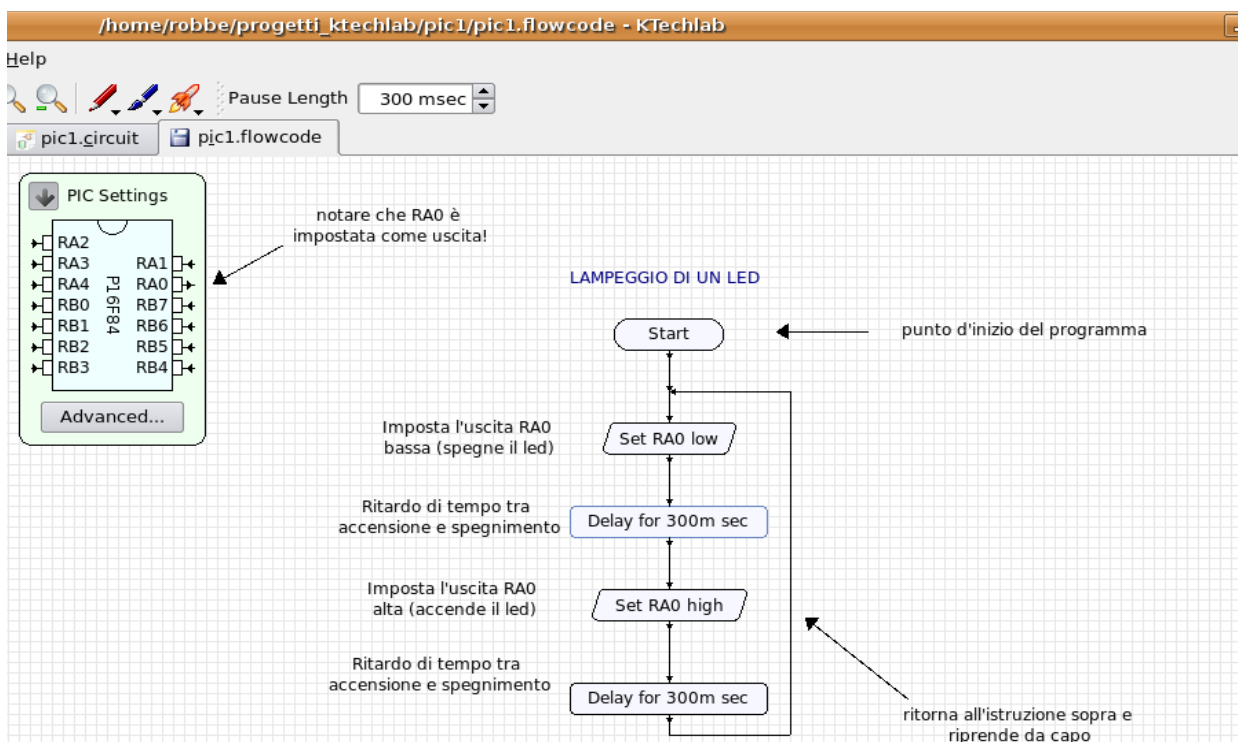 /home/robbe/progetti_ktechlab/pic1/pic1.flowcode - KTechlab
Help
Pause Length 300 msec
pic1.circuit
pic1.flowcode
PIC Settings
RA2
RA3 RA1
RA4 RA0
RB0 RB7
RB1 RB6
RB2 RB5
RB3 RB4
P16F84
Advanced...
notare che RA0 è
impostata come uscita!
LAMPEGGIO DI UN LED
Start
punto d'inizio del programma
Imposta l'uscita RA0
bassa (spegne il led)
Set RA0 low
Ritardo di tempo tra
accensione e spegnimento
Delay for 300m sec
Imposta l'uscita RA0
alta (accende il led)
Set RA0 high
Ritardo di tempo tra
accensione e spegnimento
Delay for 300m sec
ritorna all'istruzione sopra e
riprende da capo